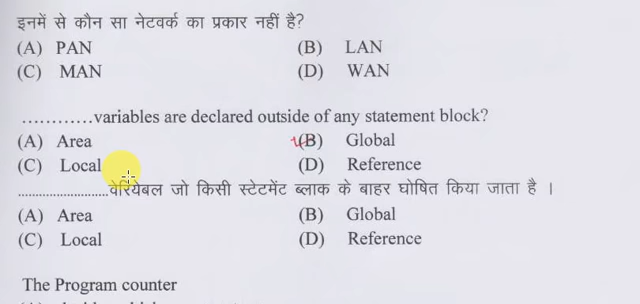 इनमें से कौन सा नेटवर्क का प्रकार नहीं है?
(A) PAN (B) LAN
(C) MAN (D) WAN
............variables are declared outside of any statement block?
(A) Area (B) Global
(C) Local (D) Reference
..........................वेरियेबल जो किसी स्टेटमेंट ब्लाक के बाहर घोषित किया जाता है ।
(A) Area (B) Global
(C) Local (D) Reference
The Program counter